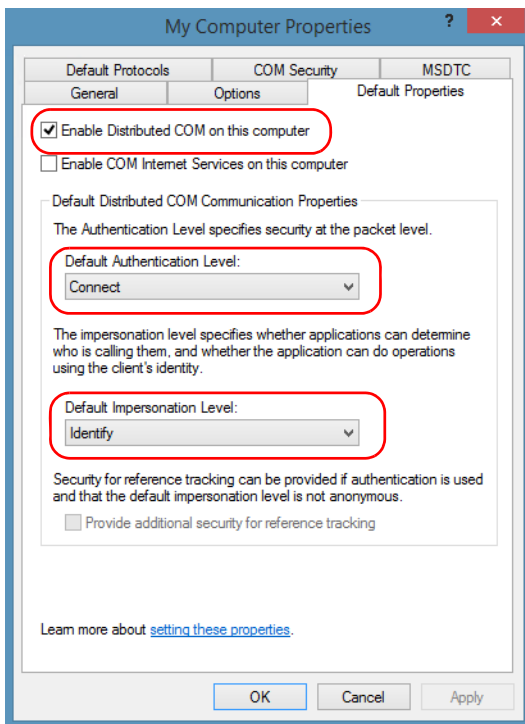 My Computer Properties
?
Default Protocols
COM Security
MSDTC
General
Options
Default Properties
Enable Distributed COM on this computer
Enable COM Internet Services on this computer
Default Distributed COM Communication Properties
The Authentication Level specifies security at the packet level.
Default Authentication Level:
Connect
The impersonation level specifies whether applications can determine
who is calling them, and whether the application can do operations
using the client's identity.
Default Impersonation Level:
Identify
Security for reference tracking can be provided if authentication is used
and that the default impersonation level is not anonymous.
Provide additional security for reference tracking
Learn more about setting these properties.
OK
Cancel
Apply